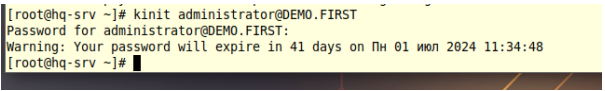 [root@hq-srv ~]# kinit administrator@DEMO.FIRST
Password for administrator@DEMO.FIRST:
Warning: Your password will expire in 41 days on Пн 01 июл 2024 11:34:48
[root@hq-srv ~]#